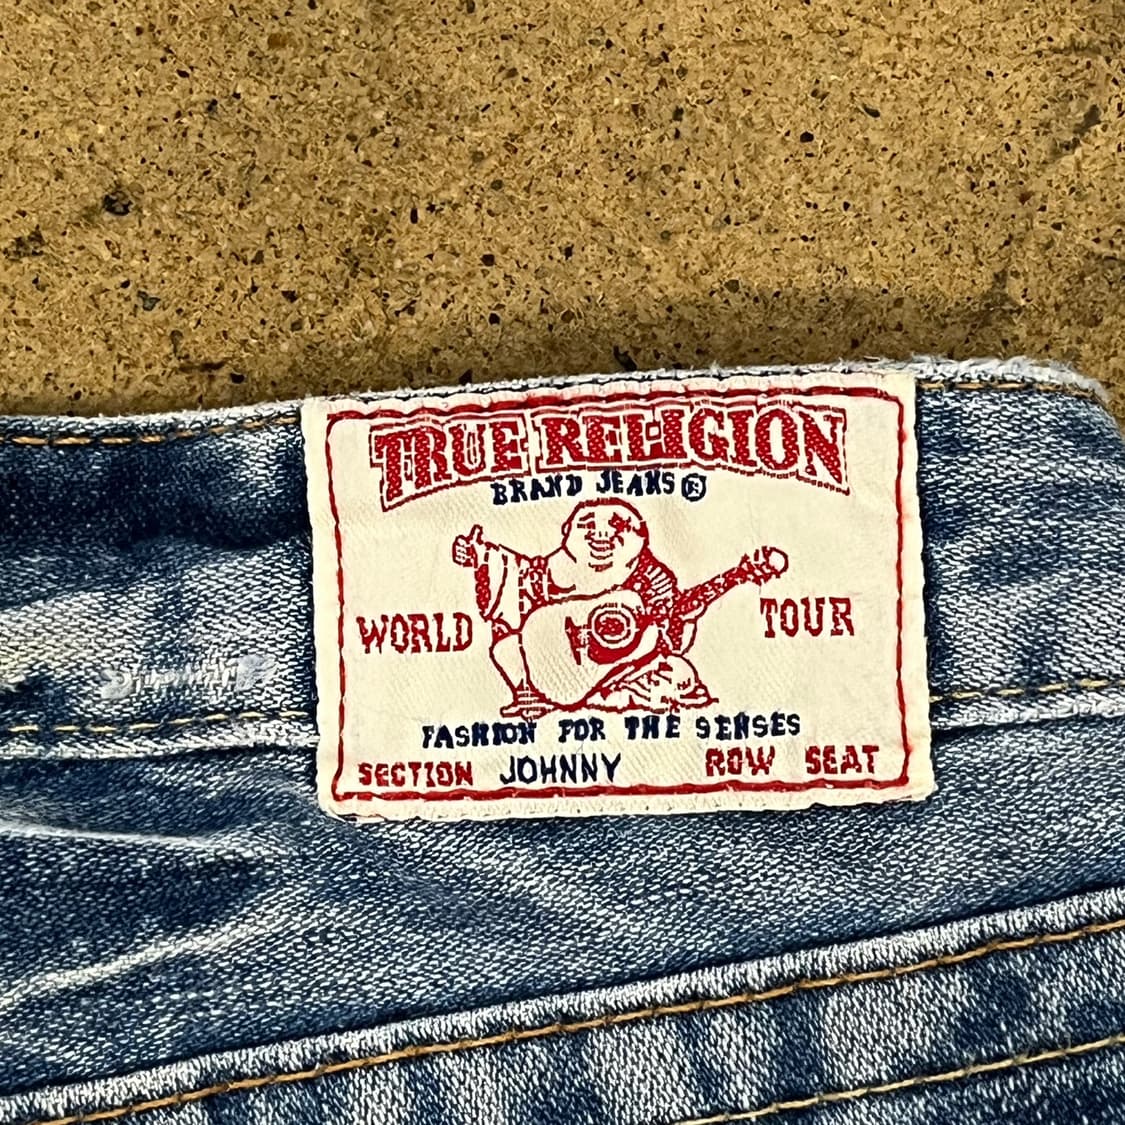 TRUE RELIGION
BRAND JEANS®
WORLD TOUR
FASHION FOR THE SENSES
SECTION JOHNNY ROW SEAT